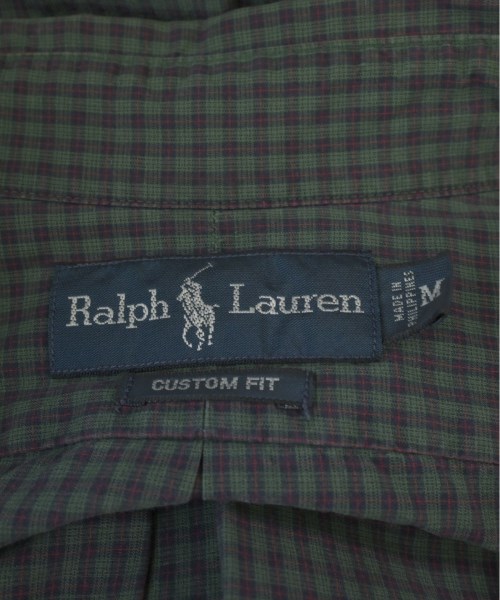 Ralph Lauren
CUSTOM FIT
MADE IN
PHILIPPINES
M